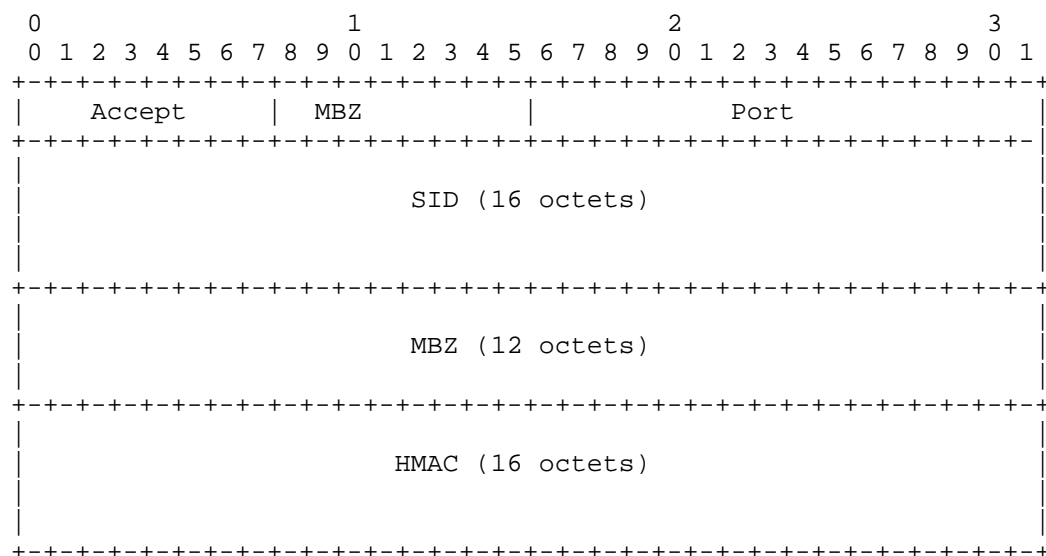 0                   1                   2                   3
0 1 2 3 4 5 6 7 8 9 0 1 2 3 4 5 6 7 8 9 0 1 2 3 4 5 6 7 8 9 0 1
+-+-+-+-+-+-+-+-+-+-+-+-+-+-+-+-+-+-+-+-+-+-+-+-+-+-+-+-+-+-+-+-+
|    Accept     |  MBZ          |            Port               |
+-+-+-+-+-+-+-+-+-+-+-+-+-+-+-+-+-+-+-+-+-+-+-+-+-+-+-+-+-+-+-+-|
|                                                               |
|                        SID (16 octets)                        |
|                                                               |
|                                                               |
+-+-+-+-+-+-+-+-+-+-+-+-+-+-+-+-+-+-+-+-+-+-+-+-+-+-+-+-+-+-+-+-+
|                                                               |
|                        MBZ (12 octets)                        |
|                                                               |
+-+-+-+-+-+-+-+-+-+-+-+-+-+-+-+-+-+-+-+-+-+-+-+-+-+-+-+-+-+-+-+-+
|                                                               |
|                       HMAC (16 octets)                        |
|                                                               |
|                                                               |
+-+-+-+-+-+-+-+-+-+-+-+-+-+-+-+-+-+-+-+-+-+-+-+-+-+-+-+-+-+-+-+-+